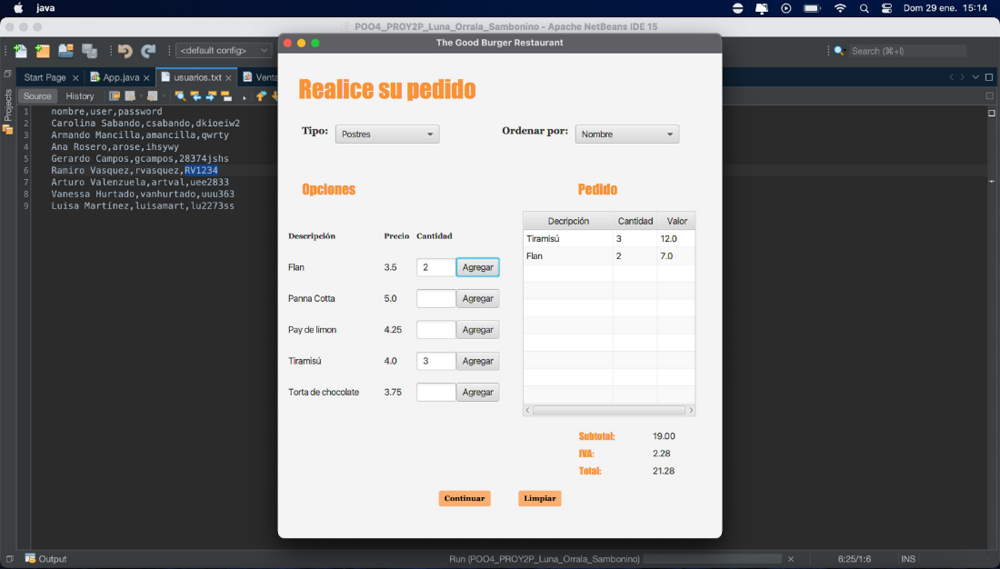 java
Dom 29 ene. 15:14
POO4_PROY2P_Luna_Orrala_Sambonino - Apache NetBeans IDE 15
The Good Burger Restaurant
<default config>
Search (⌘+I)
Start Page
App.java
usuarios.txt
Venta
Source
History
Projects
1 nombre,user,password
2 Carolina Sabando,csabando,dkioeiw2
3 Armando Mancilla,amancilla,qwrty
4 Ana Rosero,arose,ihsywy
5 Gerardo Campos,gcampos,28374jshs
6 Ramiro Vasquez,rvasquez,RV1234
7 Arturo Valenzuela,artval,uee2833
8 Vanessa Hurtado,vanhurtado,uuu363
9 Luisa Martínez,luisamart,lu2273ss
Realice su pedido
Tipo: Postres
Ordenar por: Nombre
Opciones
Descripción Precio Cantidad
Flan 3.5 2 Agregar
Panna Cotta 5.0 Agregar
Pay de limon 4.25 Agregar
Tiramisú 4.0 3 Agregar
Torta de chocolate 3.75 Agregar
Pedido
Decripción Cantidad Valor
Tiramisú 3 12.0
Flan 2 7.0
Subtotal: 19.00
IVA: 2.28
Total: 21.28
Continuar
Limpiar
Output
Run (POO4_PROY2P_Luna_Orrala_Sambonino)
6:25/1:6
INS